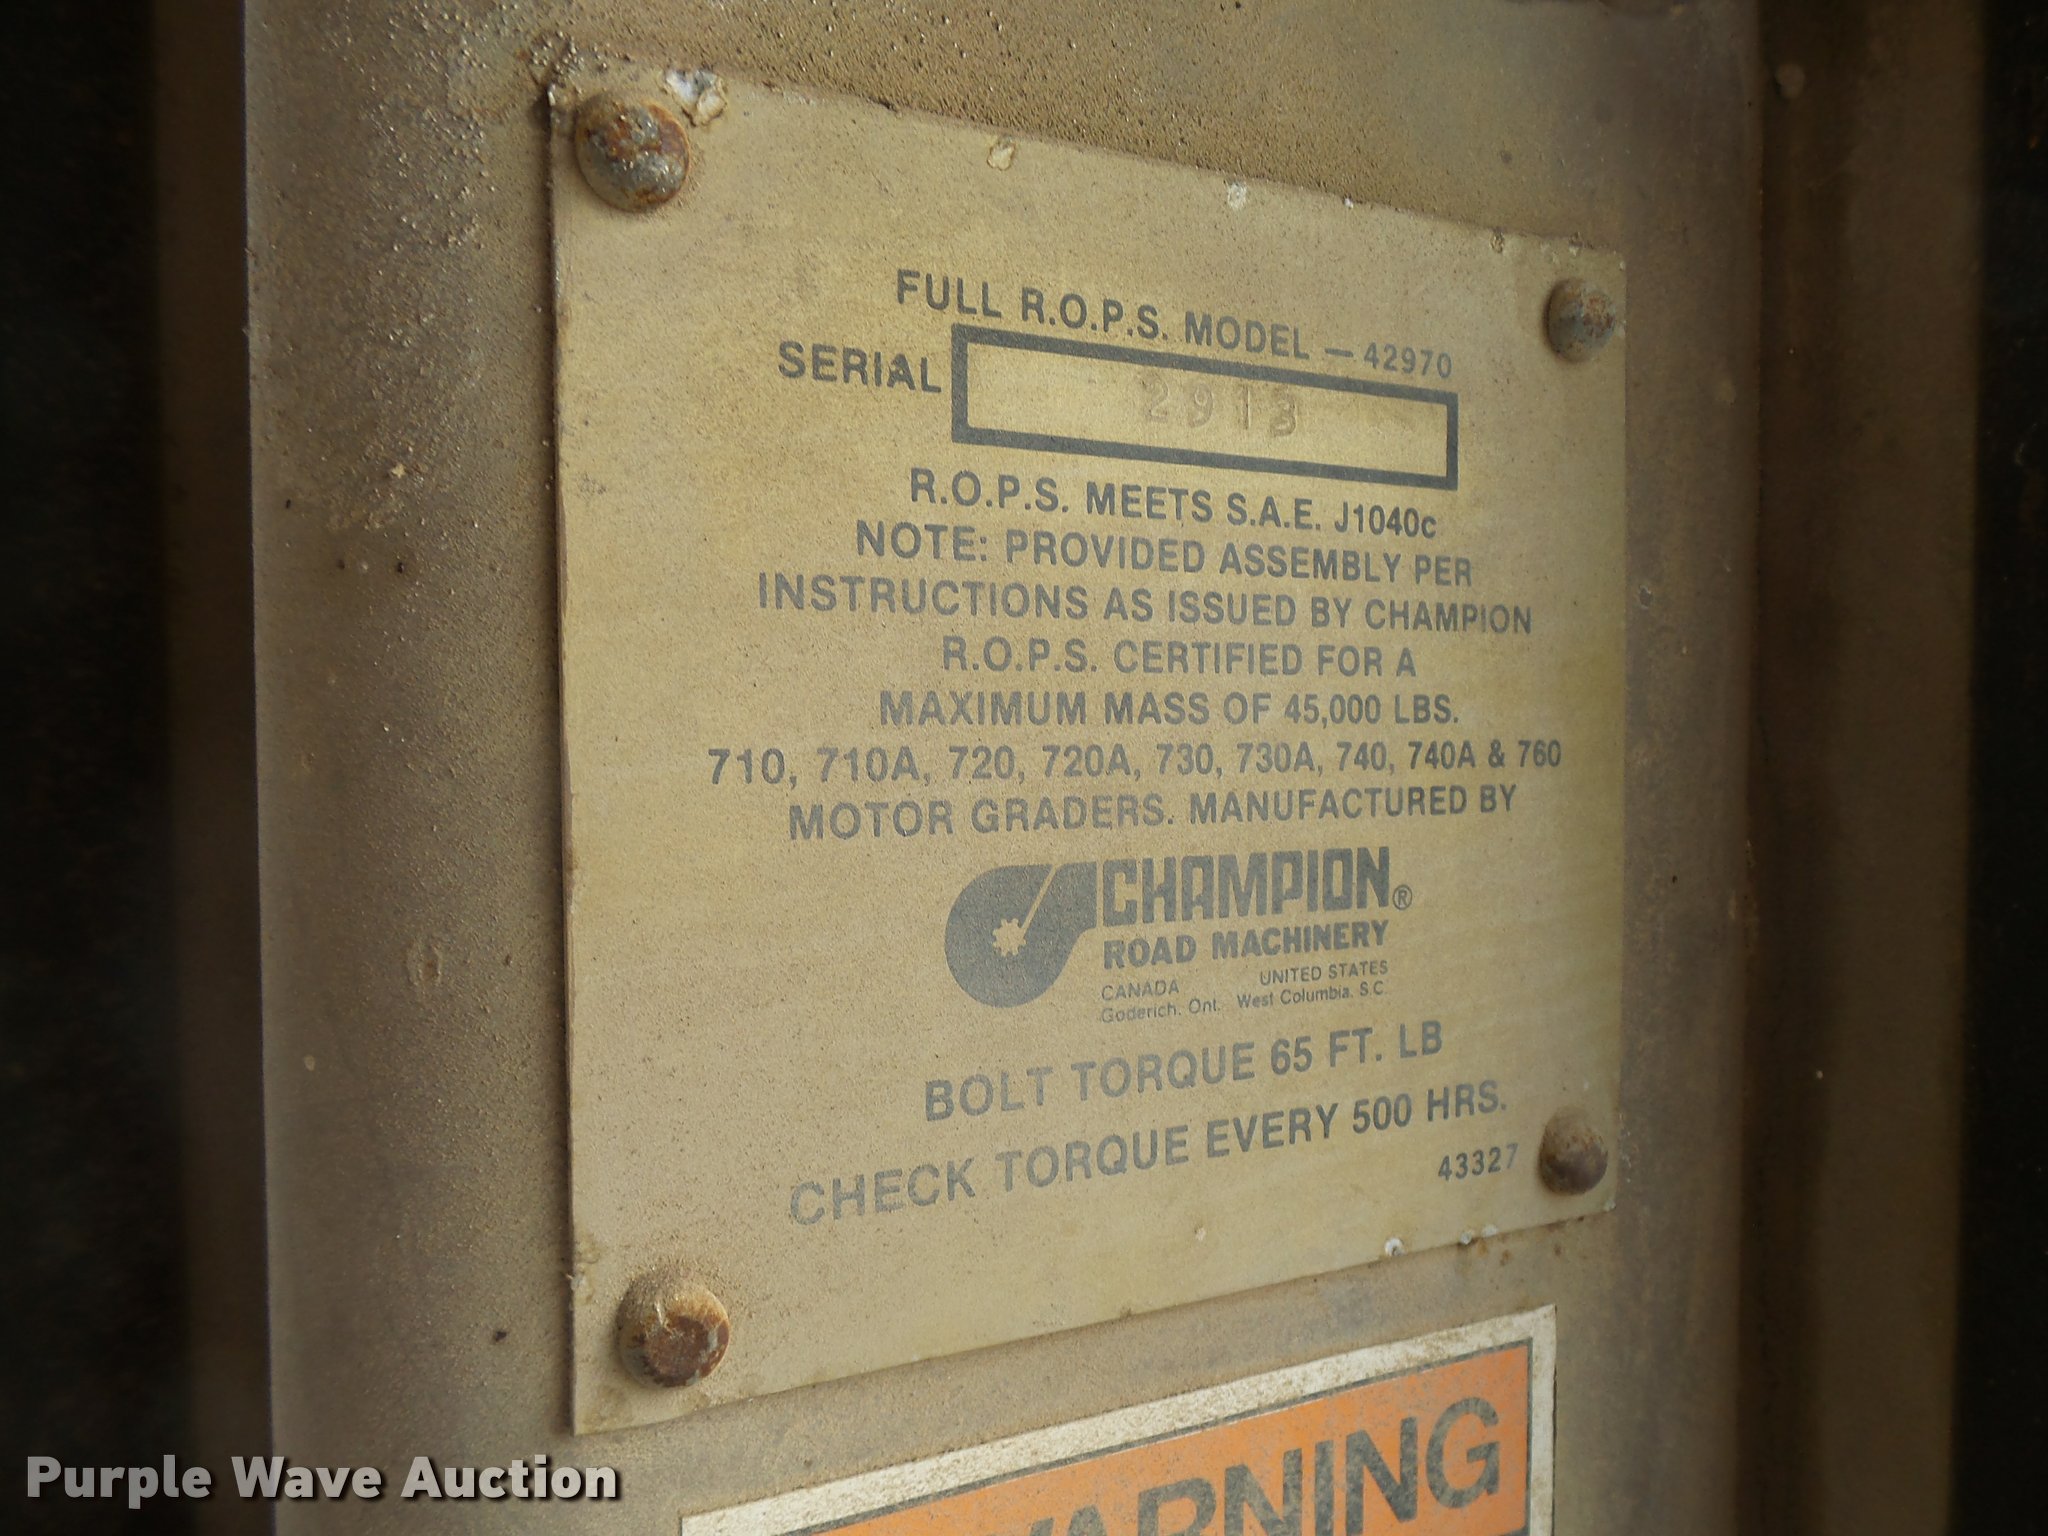 FULL R.O.P.S. MODEL — 42970
SERIAL 2913
R.O.P.S. MEETS S.A.E. J1040c
NOTE: PROVIDED ASSEMBLY PER
INSTRUCTIONS AS ISSUED BY CHAMPION
R.O.P.S. CERTIFIED FOR A
MAXIMUM MASS OF 45,000 LBS.
710, 710A, 720, 720A, 730, 730A, 740, 740A & 760
MOTOR GRADERS. MANUFACTURED BY
CHAMPION®
ROAD MACHINERY
CANADA UNITED STATES
Goderich, Ont. West Columbia, S.C.
BOLT TORQUE 65 FT. LB
CHECK TORQUE EVERY 500 HRS.
43327
WARNING
Purple Wave Auction